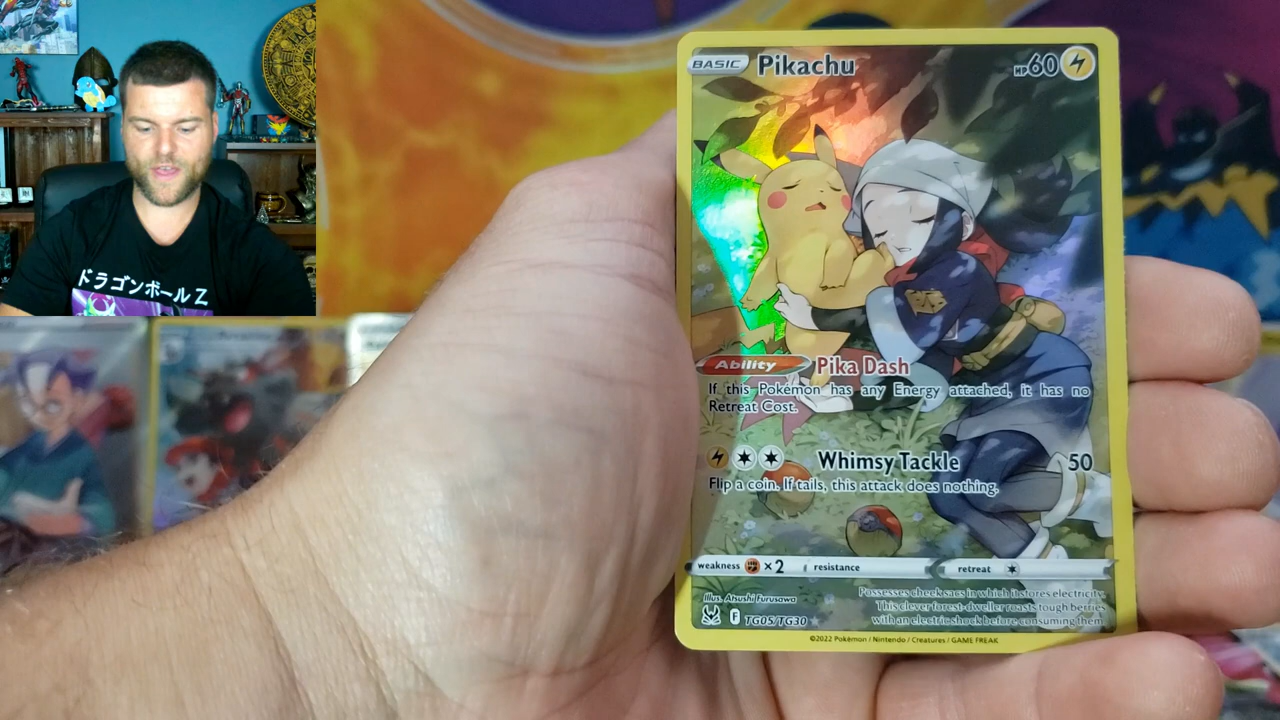 ドラゴンボールZ
BASIC Pikachu HP60
Ability Pika Dash
If this Pokémon has any Energy attached, it has no
Retreat Cost.
Whimsy Tackle 50
Flip a coin. If tails, this attack does nothing.
weakness ×2 resistance retreat
Illus. Atsushi Furusawa
F TG05/TG30
Possesses cheek sacs in which it stores electricity.
This clever forest-dweller roasts tough berries
with an electric shock before consuming them.
©2022 Pokémon / Nintendo / Creatures / GAME FREAK